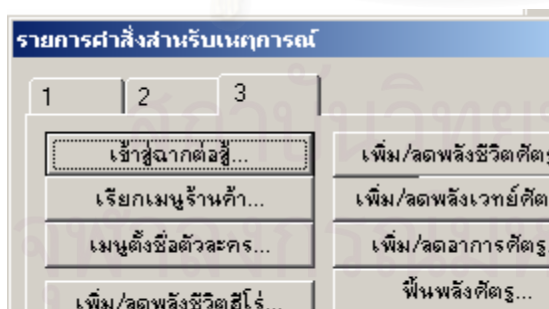 รายการคำสั่งสำหรับเหตุการณ์
1 2 3
เข้าสู่ฉากต่อสู้...
เพิ่ม/ลดพลังชีวิตศัตรู
เรียกเมนูร้านค้า...
เพิ่ม/ลดพลังเวทย์ศัต
เมนูตั้งชื่อตัวละคร...
เพิ่ม/ลดอาการศัตรู
เพิ่ม/ลดพลังชีวิตฮีโร่...
ฟื้นพลังศัตรู...